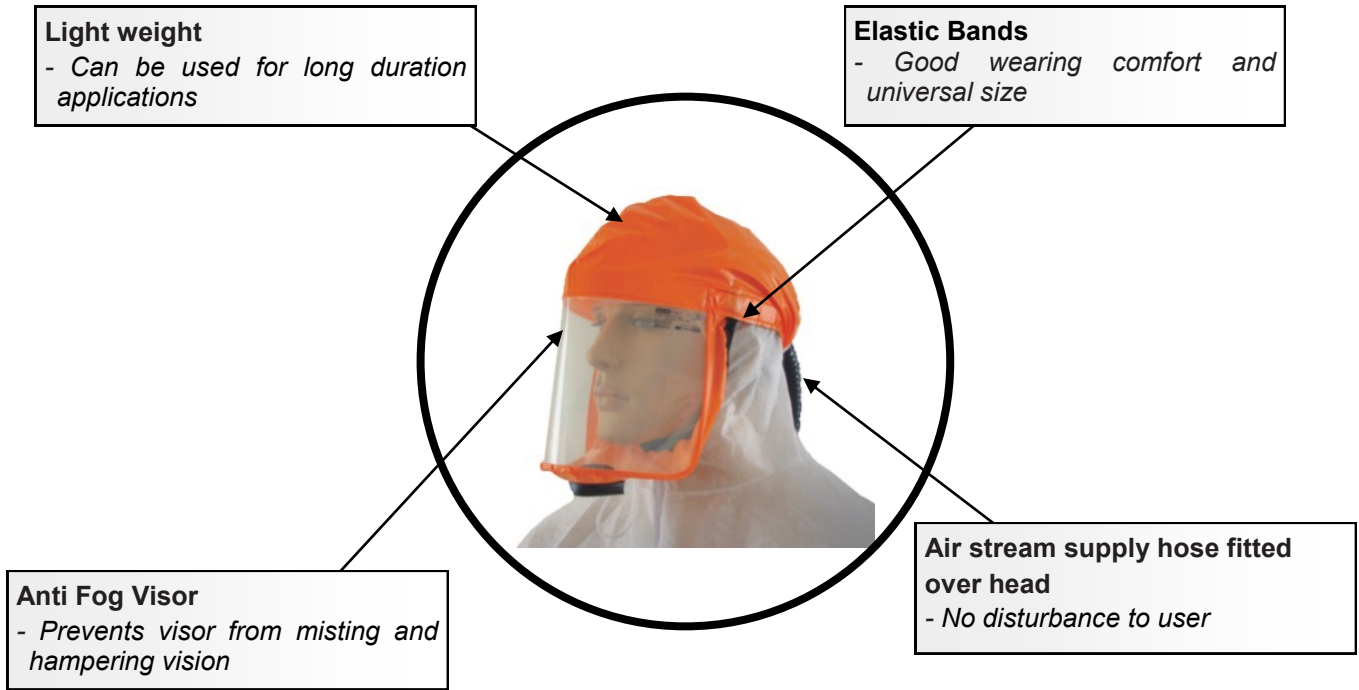 Light weight
- Can be used for long duration
applications
Elastic Bands
- Good wearing comfort and
universal size
Anti Fog Visor
- Prevents visor from misting and
hampering vision
Air stream supply hose fitted
over head
- No disturbance to user